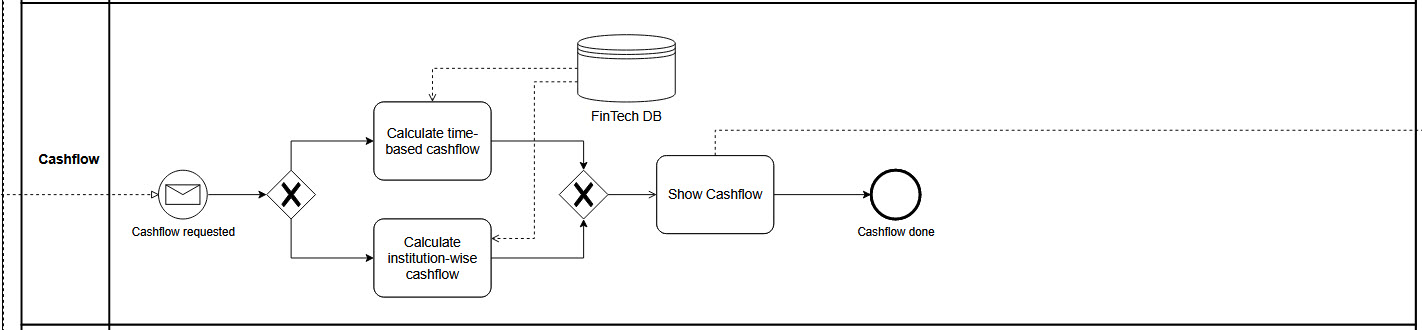 Cashflow
Cashflow requested
Calculate time-
based cashflow
Calculate
institution-wise
cashflow
FinTech DB
Show Cashflow
Cashflow done